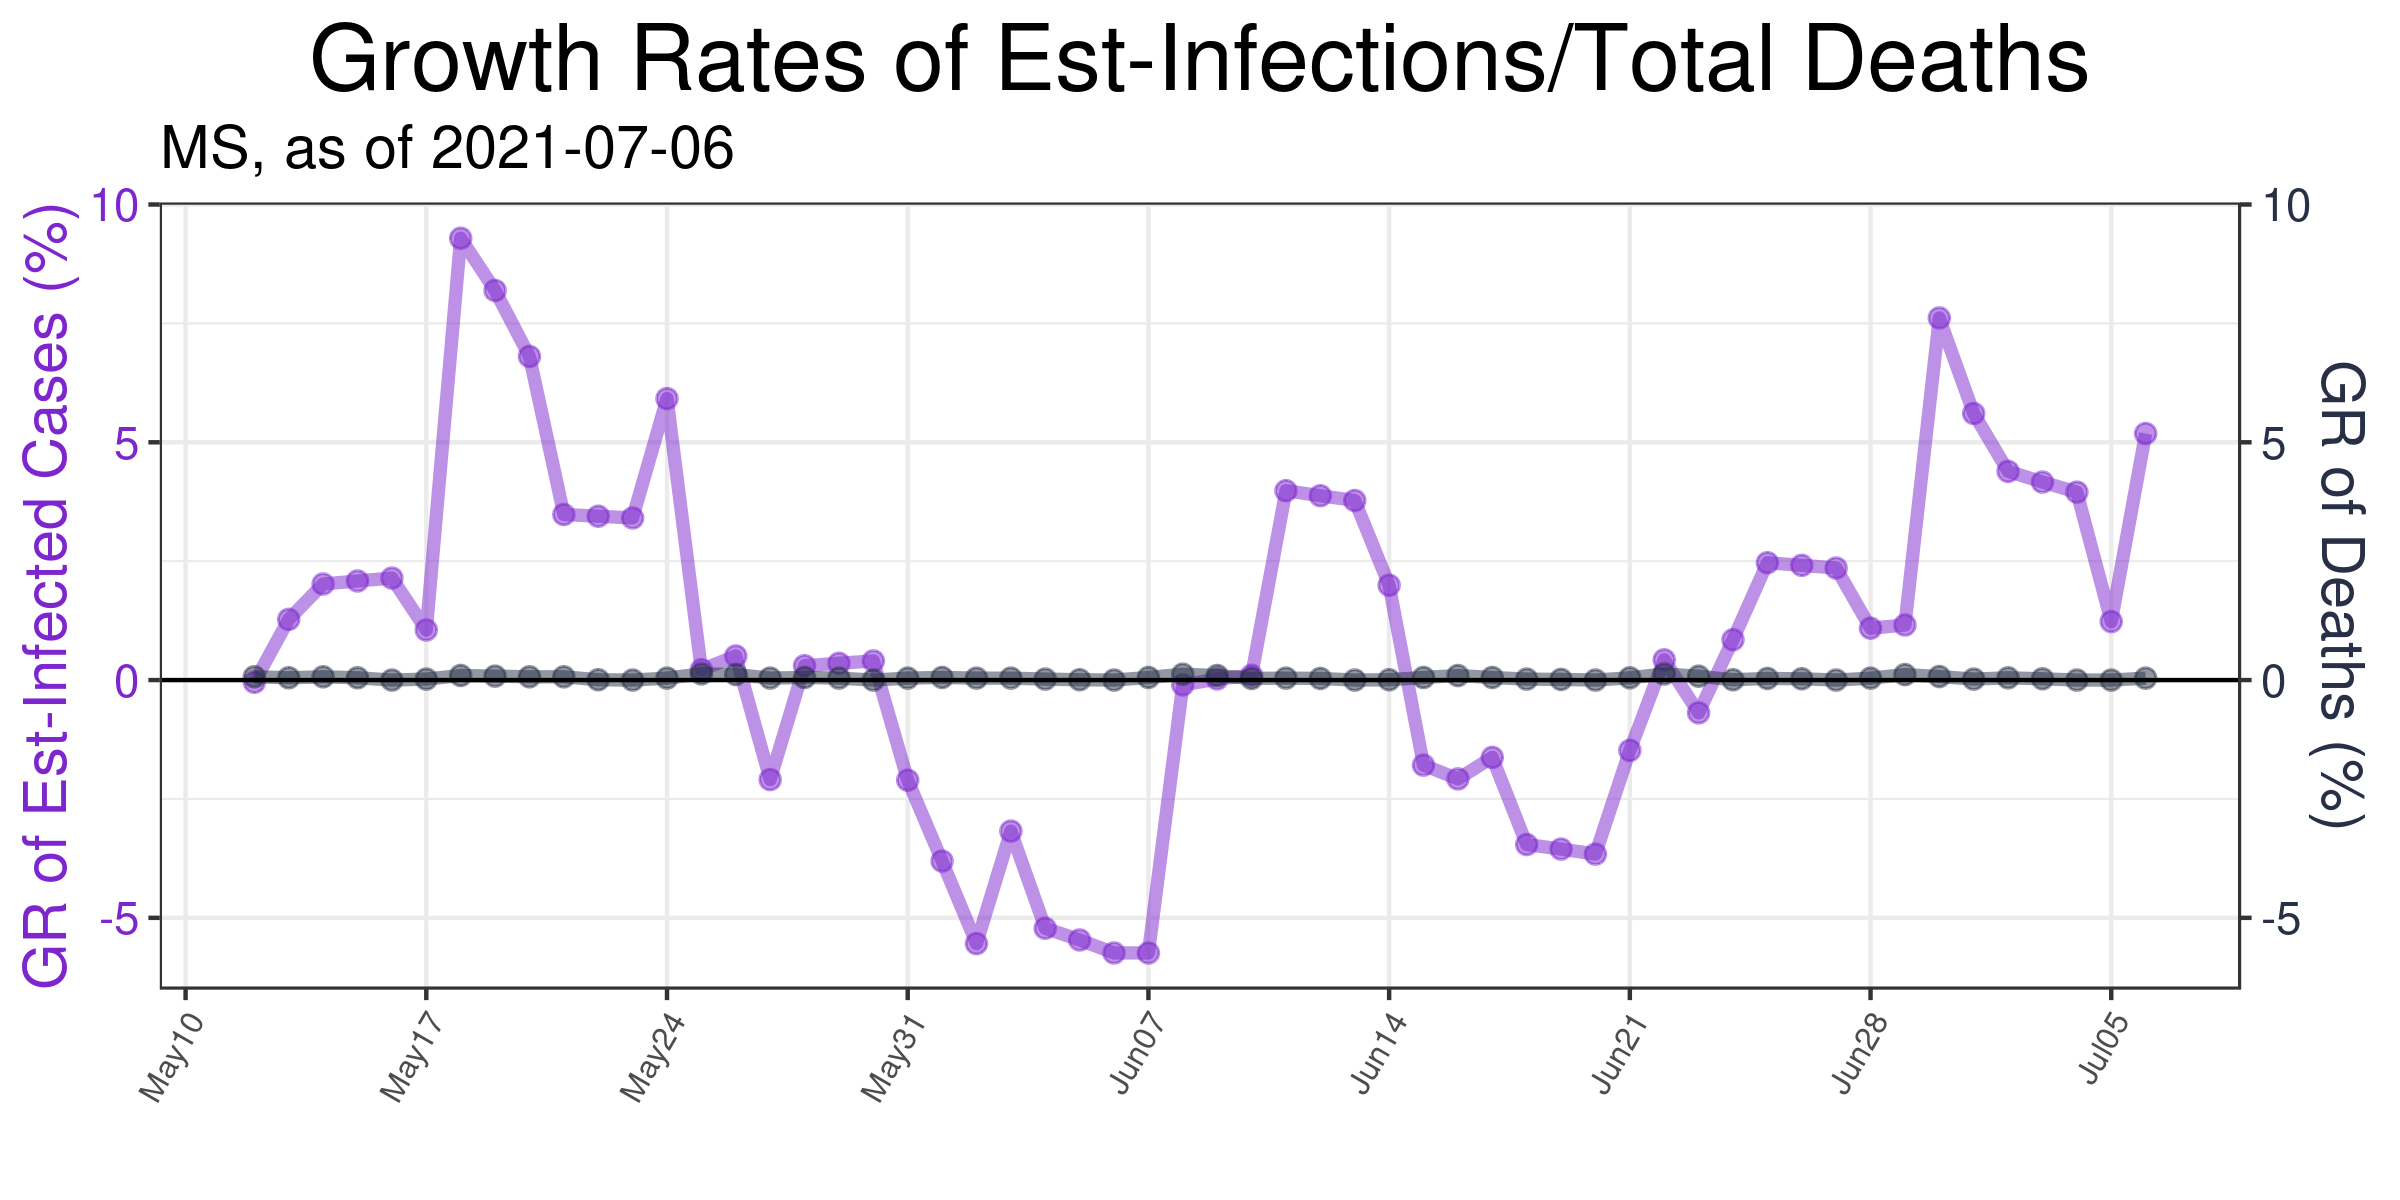 Growth Rates of Est-Infections/Total Deaths
MS, as of 2021-07-06
GR of Est-Infected Cases (%)
10
5
0
-5
10
5
0
-5
GR of Deaths (%)
May10
May17
May24
May31
Jun07
Jun14
Jun21
Jun28
Jul05